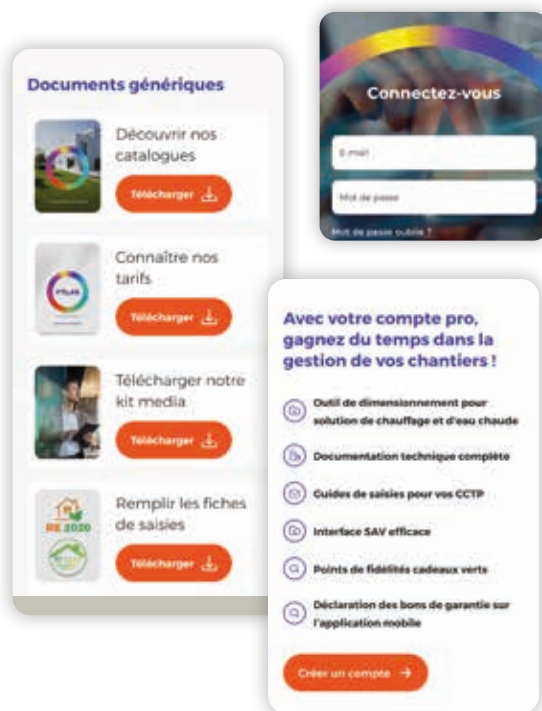 Documents génériques
Découvrir nos
catalogues
Télécharger
Connaître nos
tarifs
Télécharger
Télécharger notre
kit media
Télécharger
RE 2020
Remplir les fiches
de saisies
Télécharger
Connectez-vous
E-mail
Mot de passe
Mot de passe oublié ?
Avec votre compte pro,
gagnez du temps dans la
gestion de vos chantiers !
Outil de dimensionnement pour
solution de chauffage et d'eau chaude
Documentation technique complète
Guides de saisies pour vos CCTP
Interface SAV efficace
Points de fidélités cadeaux verts
Déclaration des bons de garantie sur
l'application mobile
Créer un compte